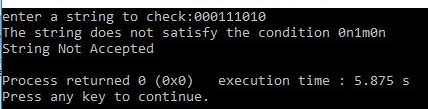 enter a string to check:000111010
The string does not satisfy the condition 0n1m0n
String Not Accepted
Process returned 0 (0x0)   execution time : 5.875 s
Press any key to continue.